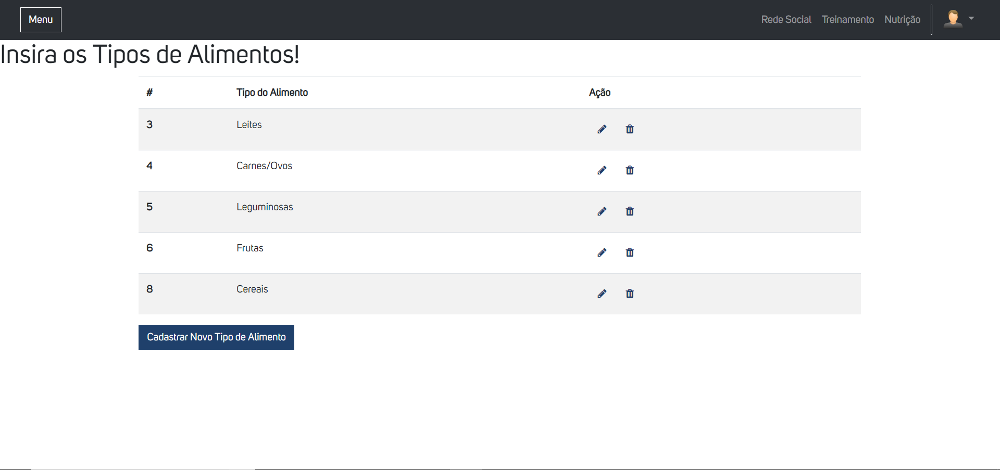 Menu
Rede Social Treinamento Nutrição
Insira os Tipos de Alimentos!
# Tipo do Alimento Ação
3 Leites
4 Carnes/Ovos
5 Leguminosas
6 Frutas
8 Cereais
Cadastrar Novo Tipo de Alimento